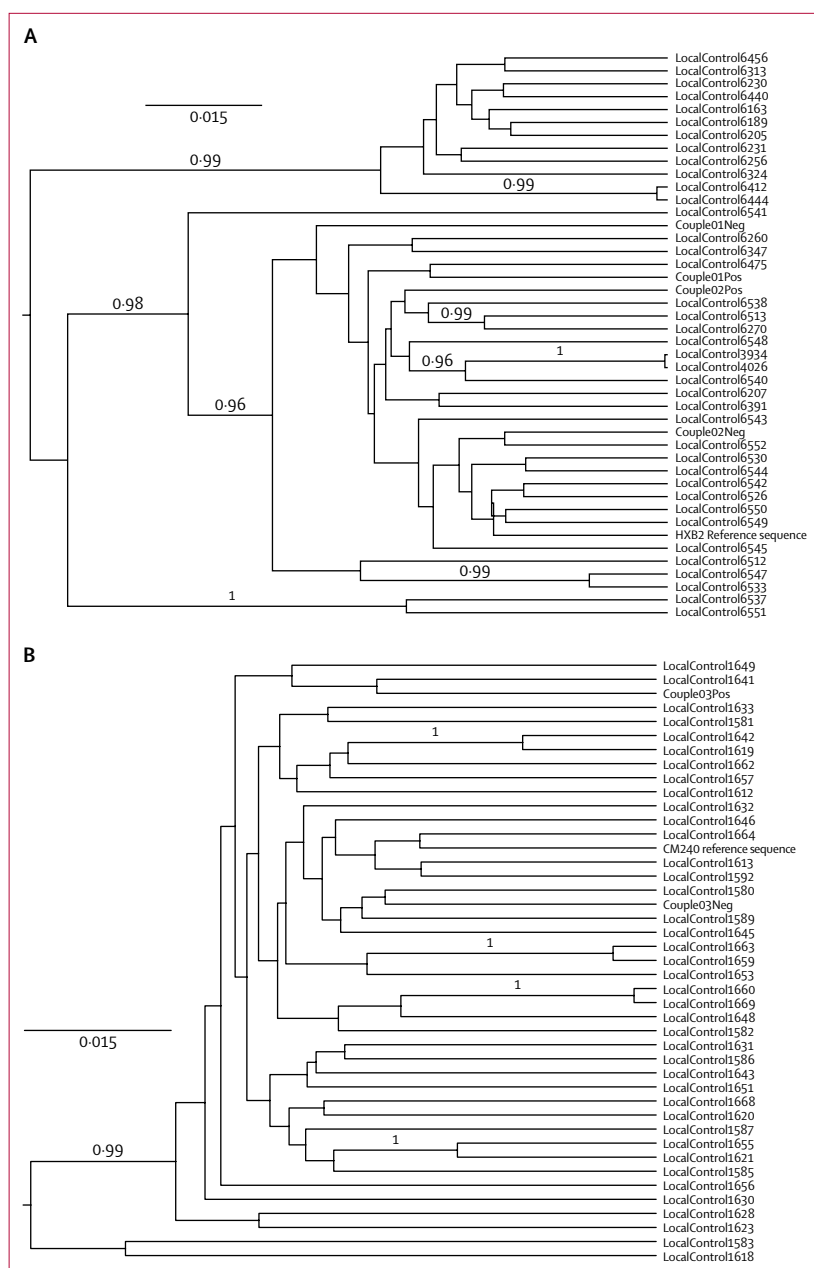 A
LocalControl6456
LocalControl6313
LocalControl6230
0·015
LocalControl6440
LocalControl6163
LocalControl6189
LocalControl6205
LocalControl6231
0·99
LocalControl6256
LocalControl6324
0·99
LocalControl6412
LocalControl6444
LocalControl6541
Couple01Neg
LocalControl6260
LocalControl6347
LocalControl6475
Couple01Pos
Couple02Pos
0·98
LocalControl6538
0·99
LocalControl6513
LocalControl6270
LocalControl6548
1
LocalControl3934
0·96
LocalControl4026
LocalControl6540
LocalControl6207
0·96
LocalControl6391
LocalControl6543
Couple02Neg
LocalControl6552
LocalControl6530
LocalControl6544
LocalControl6542
LocalControl6526
LocalControl6550
LocalControl6549
HXB2 Reference sequence
LocalControl6545
LocalControl6512
0·99
LocalControl6547
LocalControl6533
1
LocalControl6537
LocalControl6551
B
LocalControl1649
LocalControl1641
Couple03Pos
LocalControl1633
LocalControl1581
1
LocalControl1642
LocalControl1619
LocalControl1662
LocalControl1657
LocalControl1612
LocalControl1632
LocalControl1646
LocalControl1664
CM240 reference sequence
LocalControl1613
LocalControl1592
LocalControl1580
Couple03Neg
LocalControl1589
LocalControl1645
1
LocalControl1663
LocalControl1659
LocalControl1653
1
LocalControl1660
LocalControl1669
LocalControl1648
LocalControl1582
0·015
LocalControl1631
LocalControl1586
LocalControl1643
LocalControl1651
LocalControl1668
LocalControl1620
LocalControl1587
1
LocalControl1655
0·99
LocalControl1621
LocalControl1585
LocalControl1656
LocalControl1630
LocalControl1628
LocalControl1623
LocalControl1583
LocalControl1618